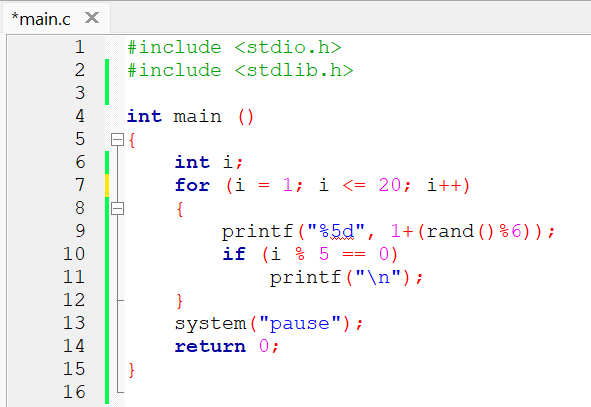 *main.c X
1 #include <stdio.h>
2 #include <stdlib.h>
3
4 int main ()
5 {
6     int i;
7     for (i = 1; i <= 20; i++)
8     {
9         printf("%5d", 1+(rand()%6));
10         if (i % 5 == 0)
11             printf("\n");
12     }
13     system("pause");
14     return 0;
15 }
16